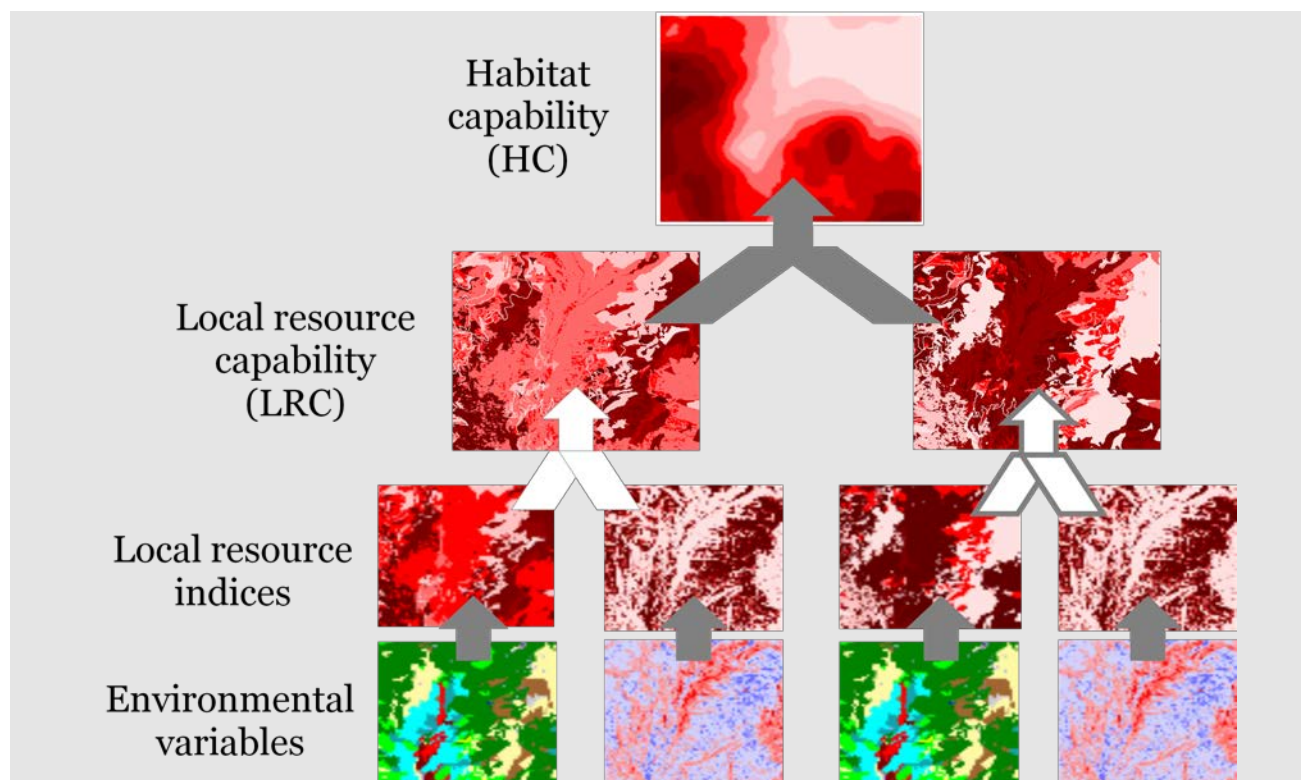 Habitat
capability
(HC)
Local resource
capability
(LRC)
Local resource
indices
Environmental
variables